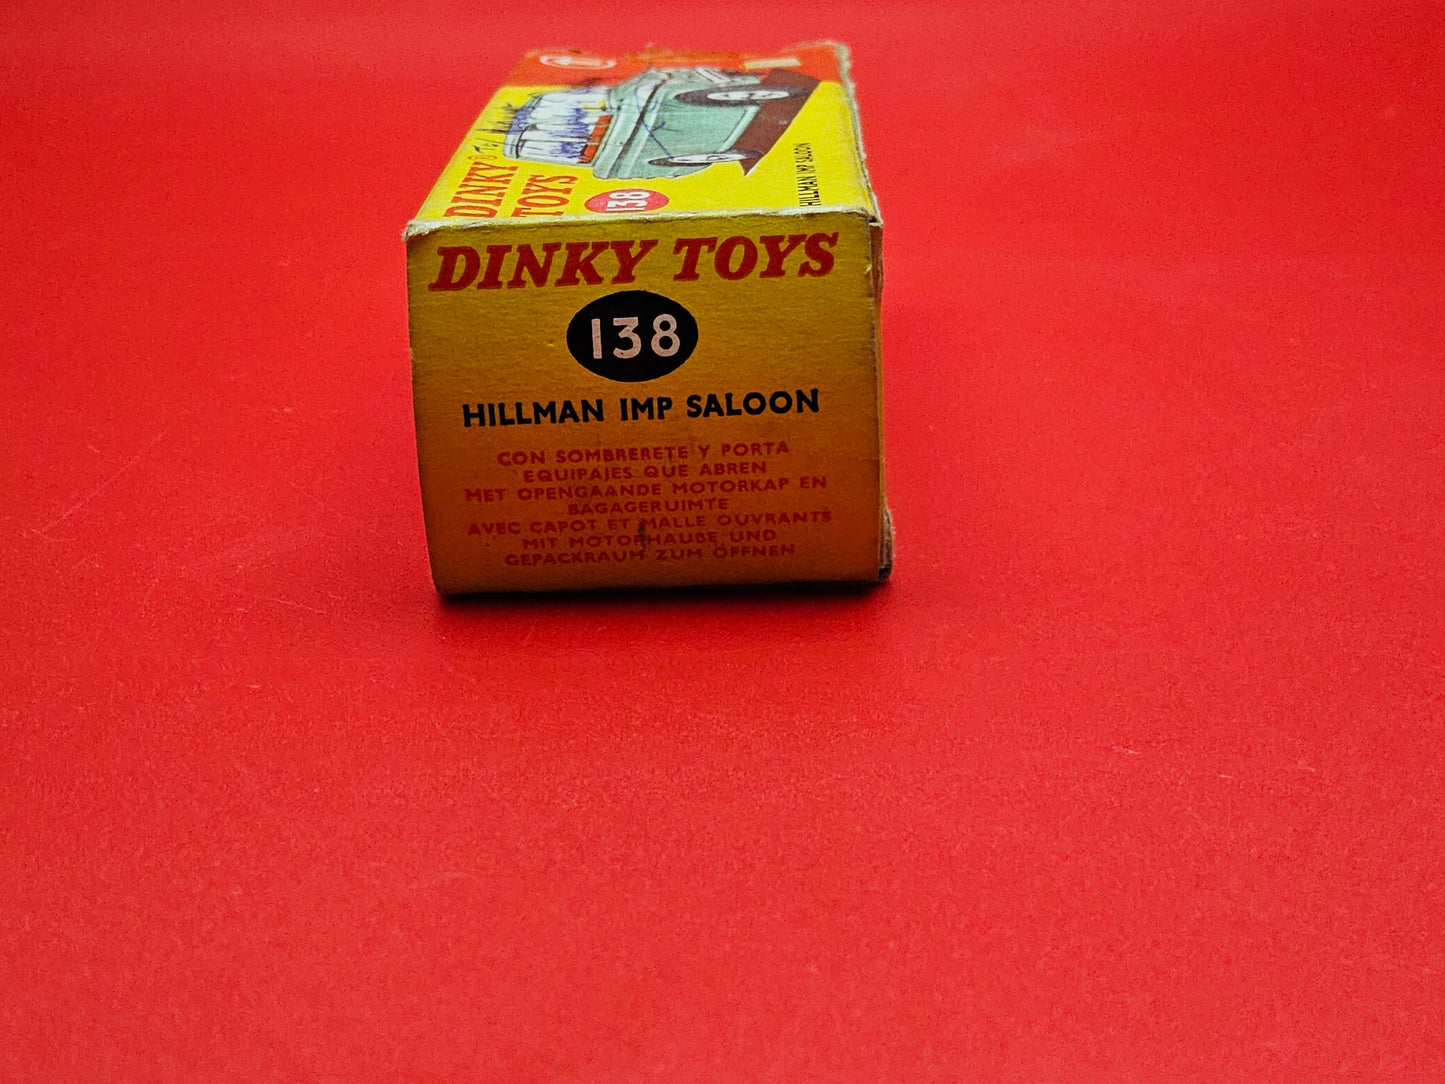 DINKY® TOYS
138
HILLMAN IMP SALOON
DINKY TOYS
138
HILLMAN IMP SALOON
CON SOMBRERETE Y PORTA
EQUIPAJES QUE ABREN
MET OPENGAANDE MOTORKAP EN
BAGAGERUIMTE
AVEC CAPOT ET MALLE OUVRANTS
MIT MOTORHAUBE UND
GEPACKRAUM ZUM ÖFFNEN